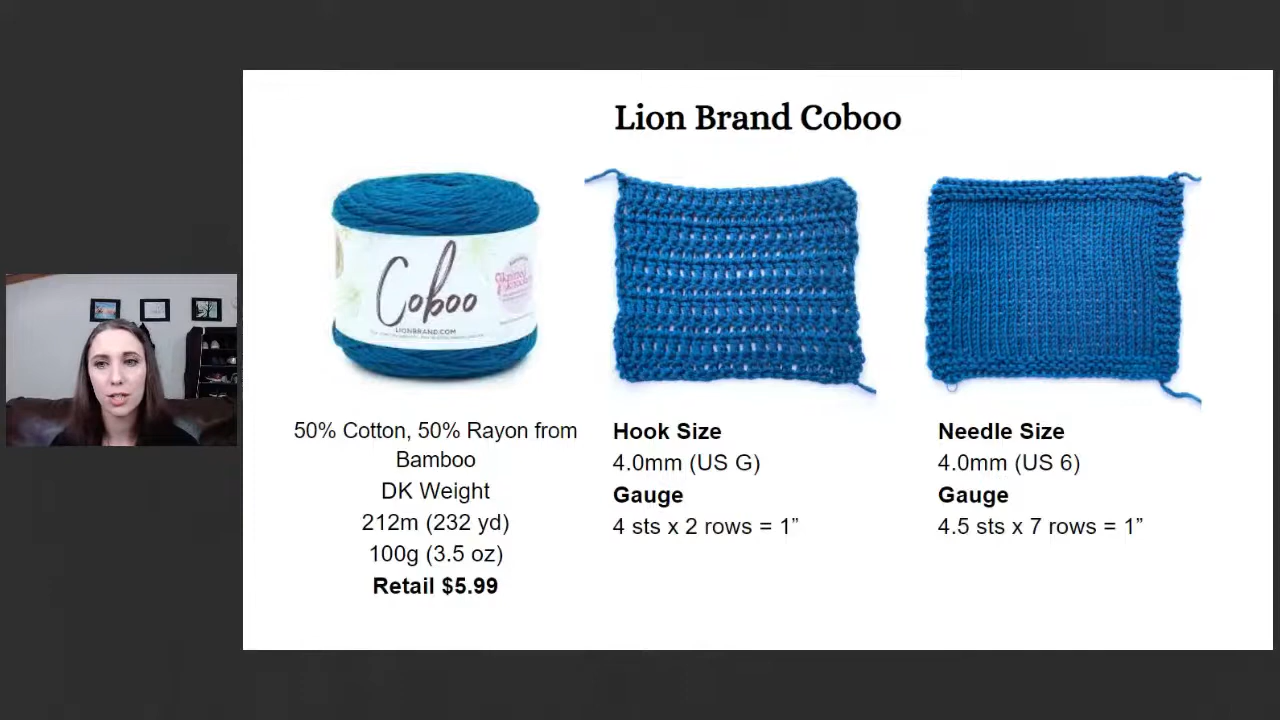 Lion Brand Coboo
Coboo
LIONBRAND.COM
50% Cotton, 50% Rayon from
Bamboo
DK Weight
212m (232 yd)
100g (3.5 oz)
Retail $5.99
Hook Size
4.0mm (US G)
Gauge
4 sts x 2 rows = 1”
Needle Size
4.0mm (US 6)
Gauge
4.5 sts x 7 rows = 1”